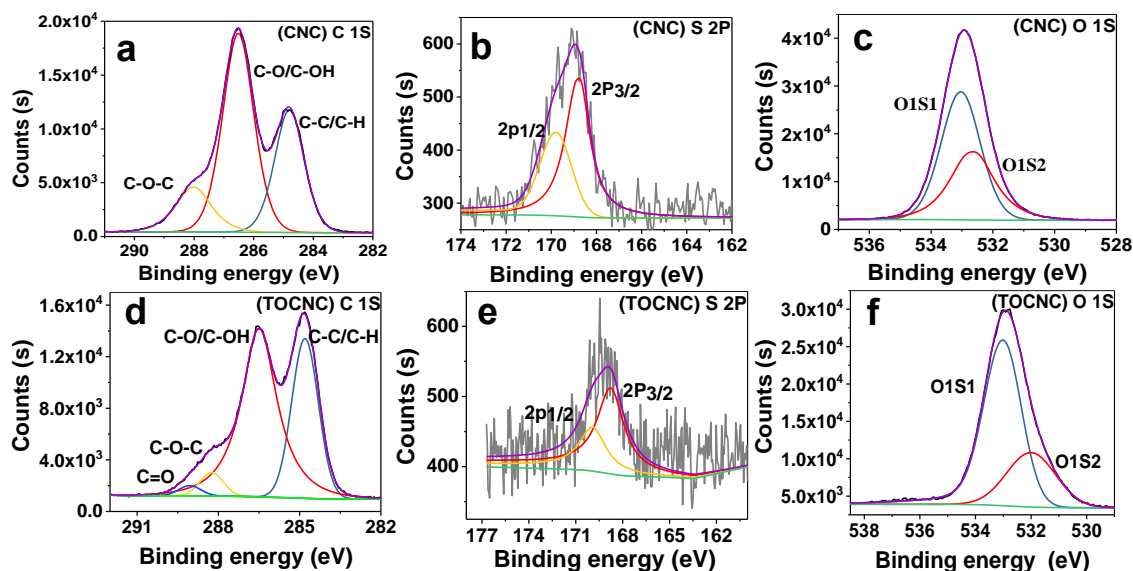 a
(CNC) C 1S
C-O/C-OH
C-C/C-H
C-O-C
Counts (s)
2.0x10⁴
1.5x10⁴
1.0x10⁴
5.0x10³
0.0
290 288 286 284 282
Binding energy (eV)
b
(CNC) S 2P
2P3/2
2p1/2
Counts (s)
600
500
400
300
174 172 170 168 166 164 162
Binding energy (eV)
c
(CNC) O 1S
O1S1
O1S2
Counts (s)
4x10⁴
3x10⁴
2x10⁴
1x10⁴
0
536 534 532 530 528
Binding energy (eV)
d
(TOCNC) C 1S
C-O/C-OH
C-C/C-H
C-O-C
C=O
Counts (s)
1.6x10⁴
1.2x10⁴
8.0x10³
4.0x10³
0.0
291 288 285 282
Binding energy (eV)
e
(TOCNC) S 2P
2P3/2
2p1/2
Counts (s)
600
500
400
177 174 171 168 165 162
Binding energy (eV)
f
(TOCNC) O 1S
O1S1
O1S2
Counts (s)
3.0x10⁴
2.5x10⁴
2.0x10⁴
1.5x10⁴
1.0x10⁴
5.0x10³
538 536 534 532 530
Binding energy (eV)